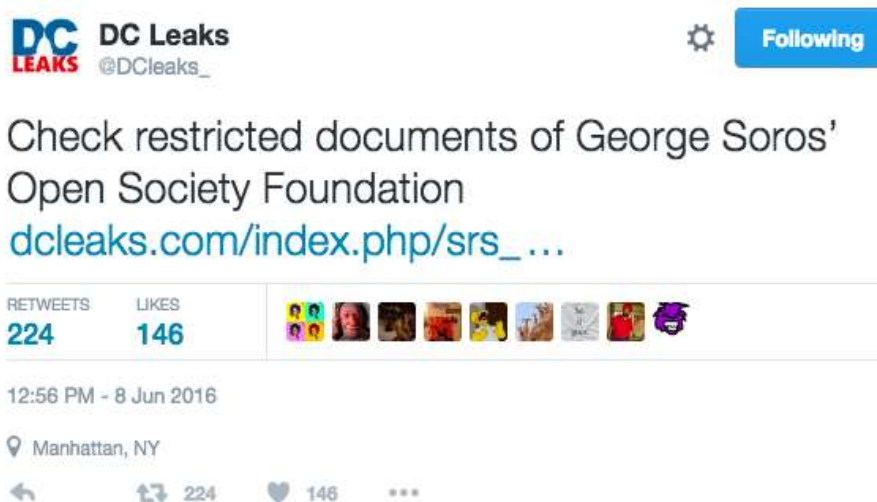 DC LEAKS
DC Leaks
@DCleaks_
Following
Check restricted documents of George Soros’
Open Society Foundation
dcleaks.com/index.php/srs_…
RETWEETS LIKES
224 146
12:56 PM - 8 Jun 2016
Manhattan, NY
224 146